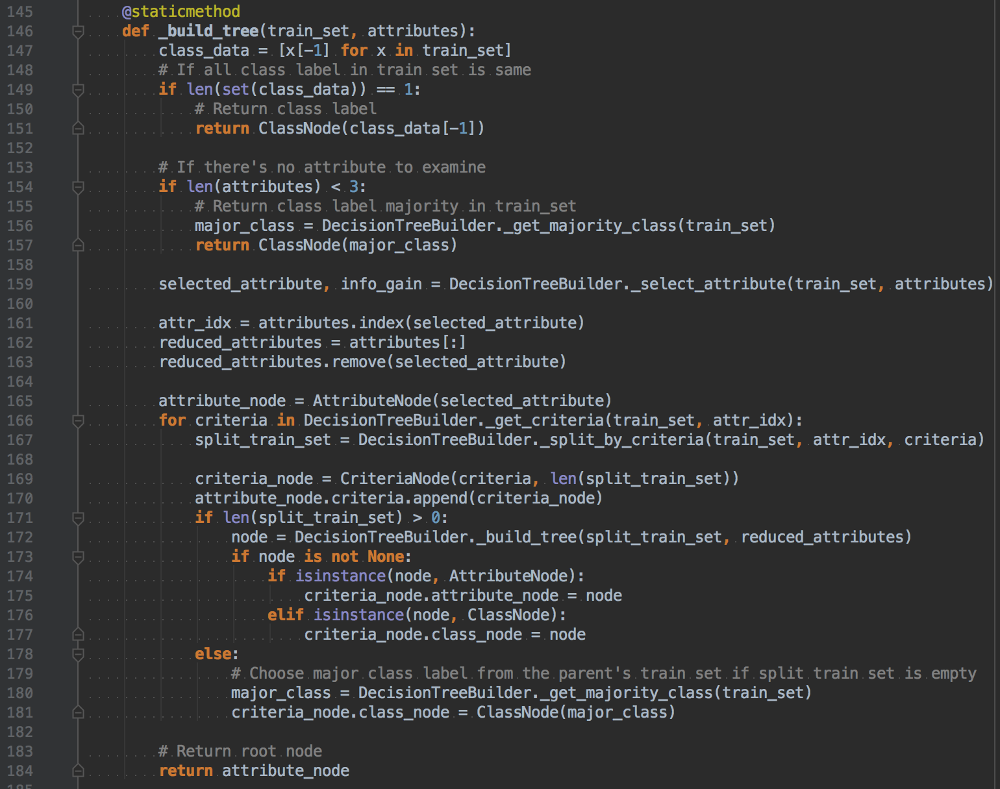 145 @staticmethod
146 def _build_tree(train_set, attributes):
147 class_data = [x[-1] for x in train_set]
148 # If all class label in train set is same
149 if len(set(class_data)) == 1:
150 # Return class label
151 return ClassNode(class_data[-1])
152
153 # If there's no attribute to examine
154 if len(attributes) < 3:
155 # Return class label majority in train_set
156 major_class = DecisionTreeBuilder._get_majority_class(train_set)
157 return ClassNode(major_class)
158
159 selected_attribute, info_gain = DecisionTreeBuilder._select_attribute(train_set, attributes)
160
161 attr_idx = attributes.index(selected_attribute)
162 reduced_attributes = attributes[:]
163 reduced_attributes.remove(selected_attribute)
164
165 attribute_node = AttributeNode(selected_attribute)
166 for criteria in DecisionTreeBuilder._get_criteria(train_set, attr_idx):
167 split_train_set = DecisionTreeBuilder._split_by_criteria(train_set, attr_idx, criteria)
168
169 criteria_node = CriteriaNode(criteria, len(split_train_set))
170 attribute_node.criteria.append(criteria_node)
171 if len(split_train_set) > 0:
172 node = DecisionTreeBuilder._build_tree(split_train_set, reduced_attributes)
173 if node is not None:
174 if isinstance(node, AttributeNode):
175 criteria_node.attribute_node = node
176 elif isinstance(node, ClassNode):
177 criteria_node.class_node = node
178 else:
179 # Choose major class label from the parent's train set if split train set is empty
180 major_class = DecisionTreeBuilder._get_majority_class(train_set)
181 criteria_node.class_node = ClassNode(major_class)
182
183 # Return root node
184 return attribute_node
185